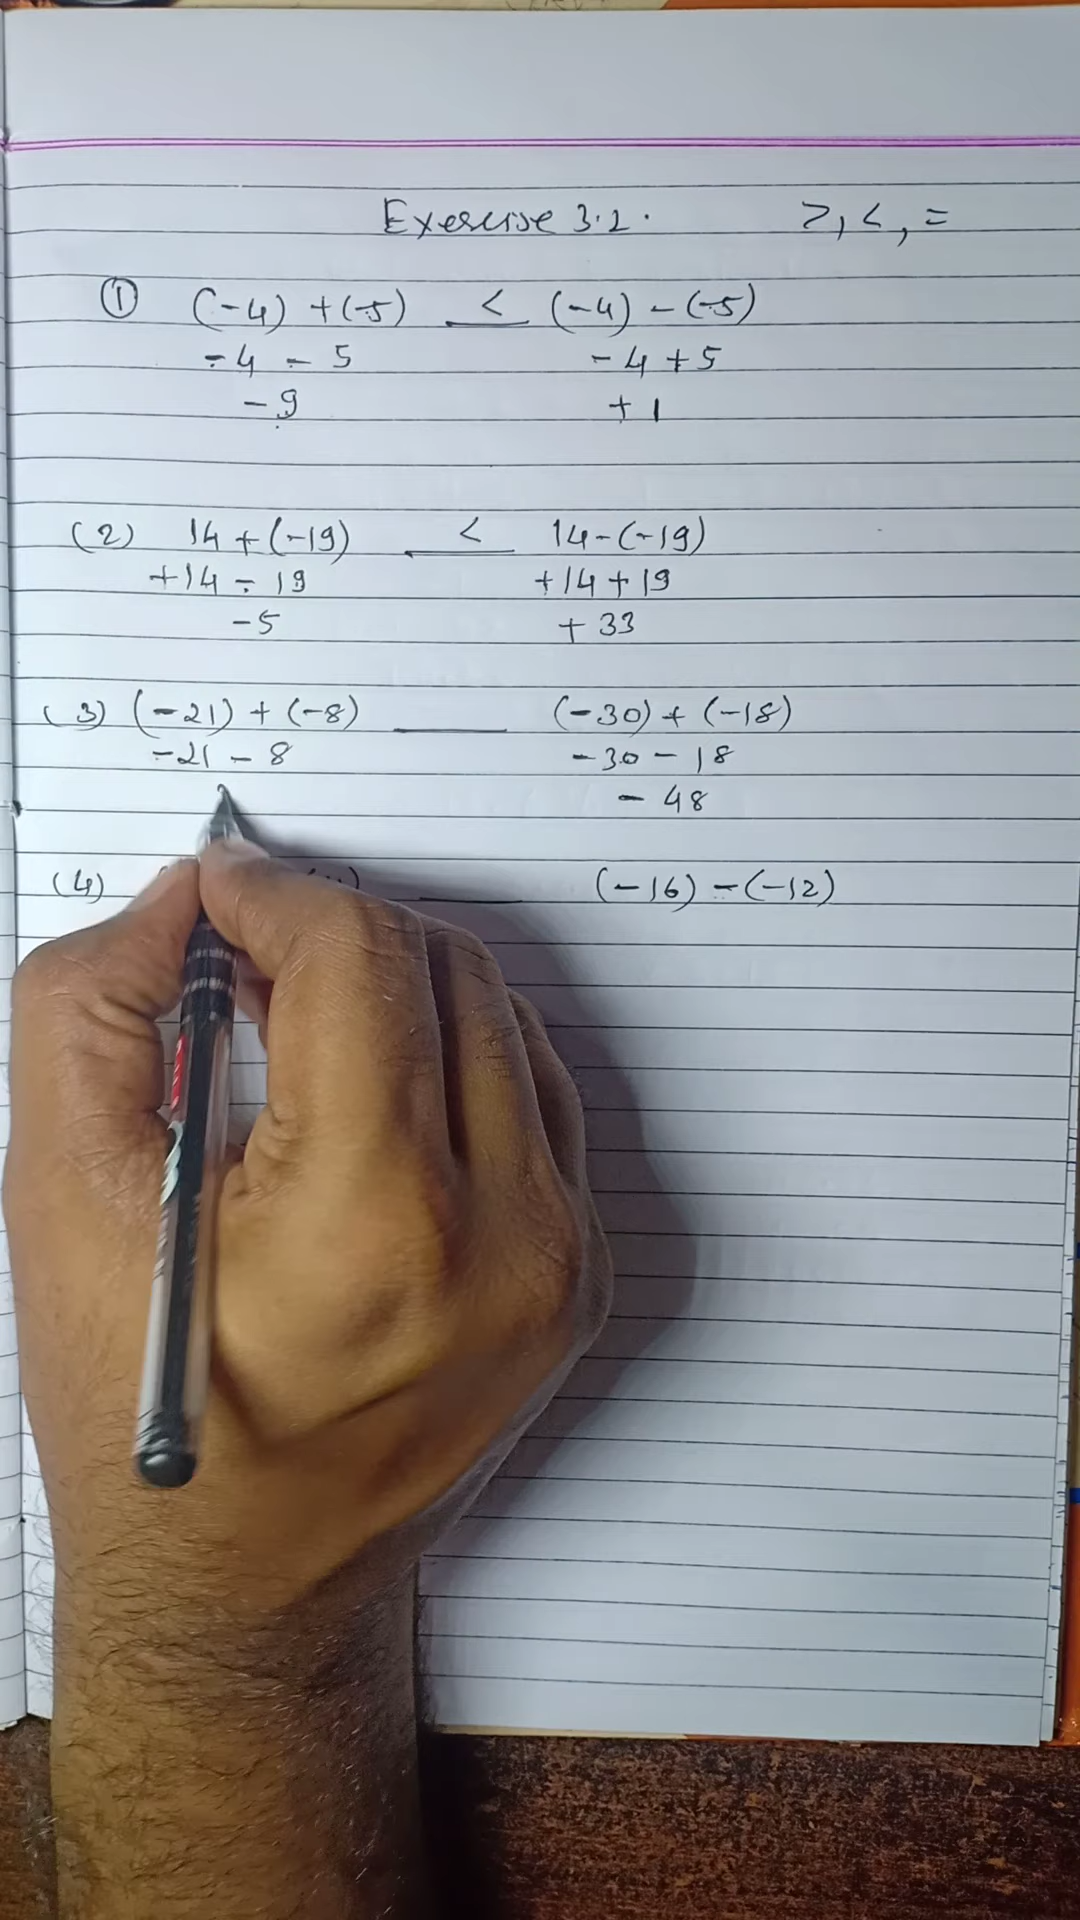 Exercise 3.2. >, <, =
① (-4) + (-5) < (-4) - (-5)
-4 - 5 -4 + 5
-9 +1
(2) 14 + (-19) < 14 - (-19)
+14 - 19 +14 + 19
-5 +33
(3) (-21) + (-8) ___ (-30) + (-18)
-21 - 8 -30 - 18
-48
(4) ___ (-16) - (-12)